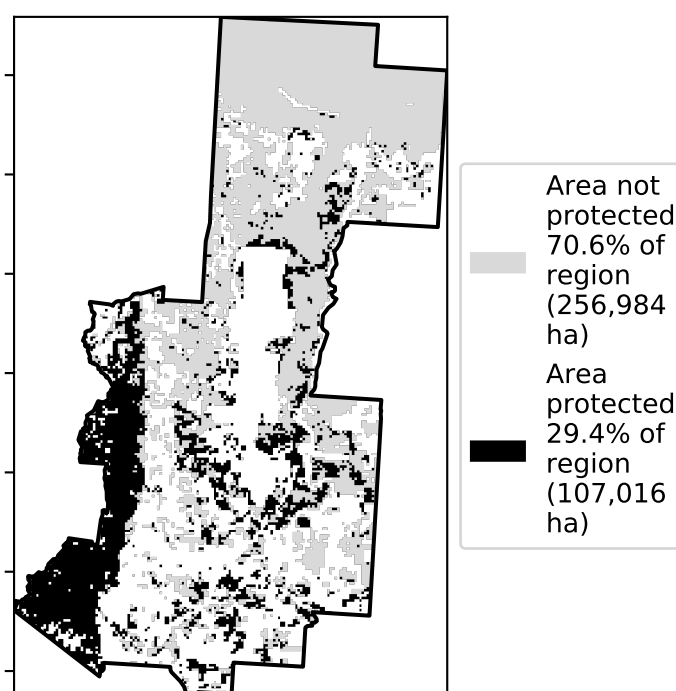 Area not
protected
70.6% of
region
(256,984
ha)
Area
protected
29.4% of
region
(107,016
ha)